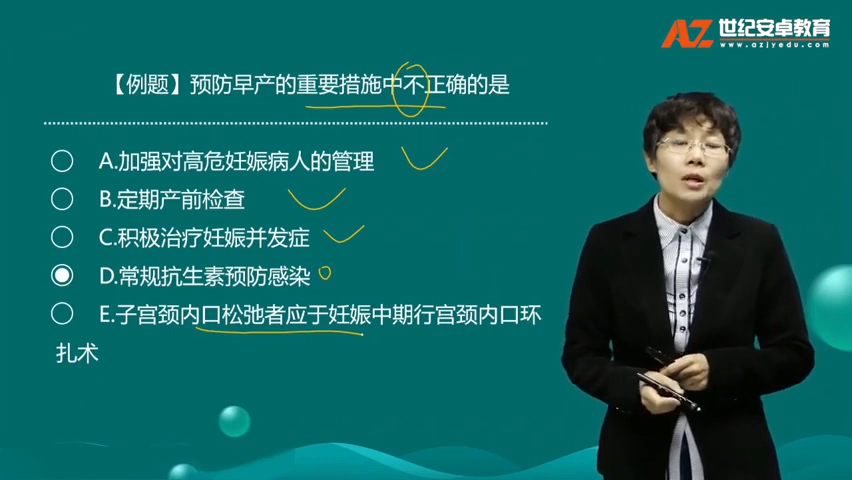 AZ 世纪安卓教育
www.azjyedu.com
【例题】预防早产的重要措施中不正确的是
A.加强对高危妊娠病人的管理
B.定期产前检查
C.积极治疗妊娠并发症
D.常规抗生素预防感染
E.子宫颈内口松弛者应于妊娠中期行宫颈内口环
扎术